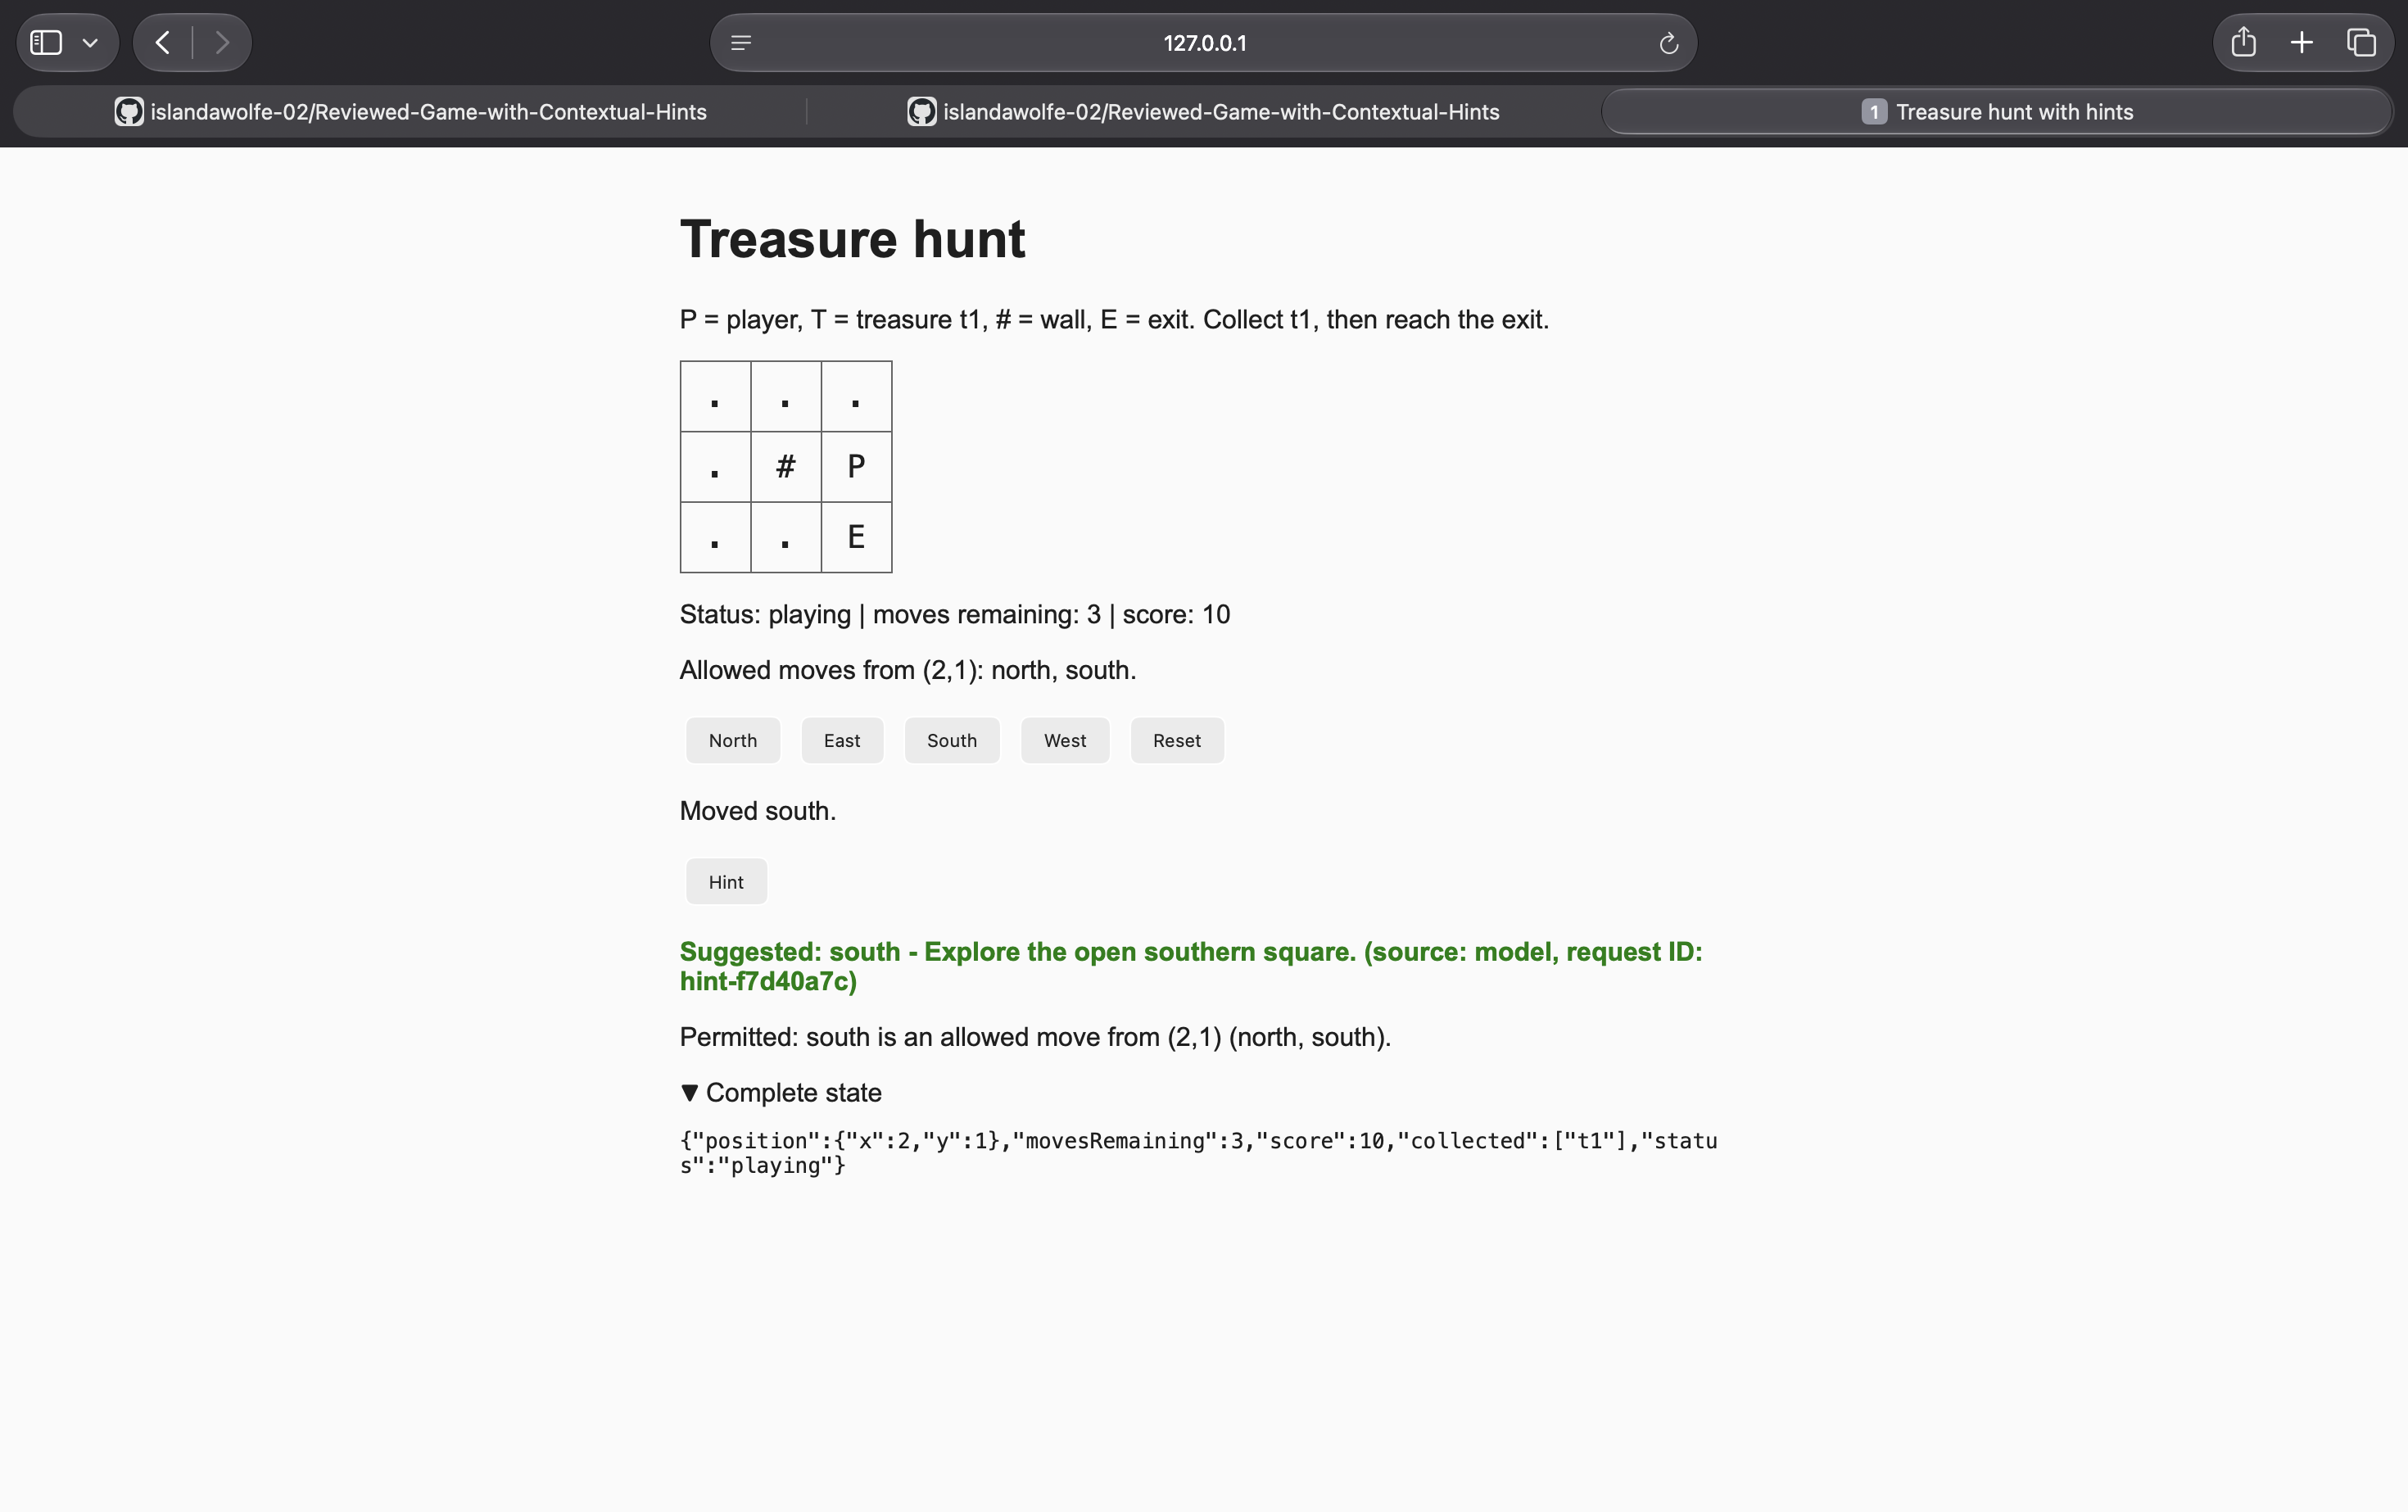 127.0.0.1
islandawolfe-02/Reviewed-Game-with-Contextual-Hints
islandawolfe-02/Reviewed-Game-with-Contextual-Hints
1 Treasure hunt with hints
Treasure hunt
P = player, T = treasure t1, # = wall, E = exit. Collect t1, then reach the exit.
. . .
. # P
. . E
Status: playing | moves remaining: 3 | score: 10
Allowed moves from (2,1): north, south.
North East South West Reset
Moved south.
Hint
Suggested: south - Explore the open southern square. (source: model, request ID:
hint-f7d40a7c)
Permitted: south is an allowed move from (2,1) (north, south).
▼ Complete state
{"position":{"x":2,"y":1},"movesRemaining":3,"score":10,"collected":["t1"],"statu
s":"playing"}